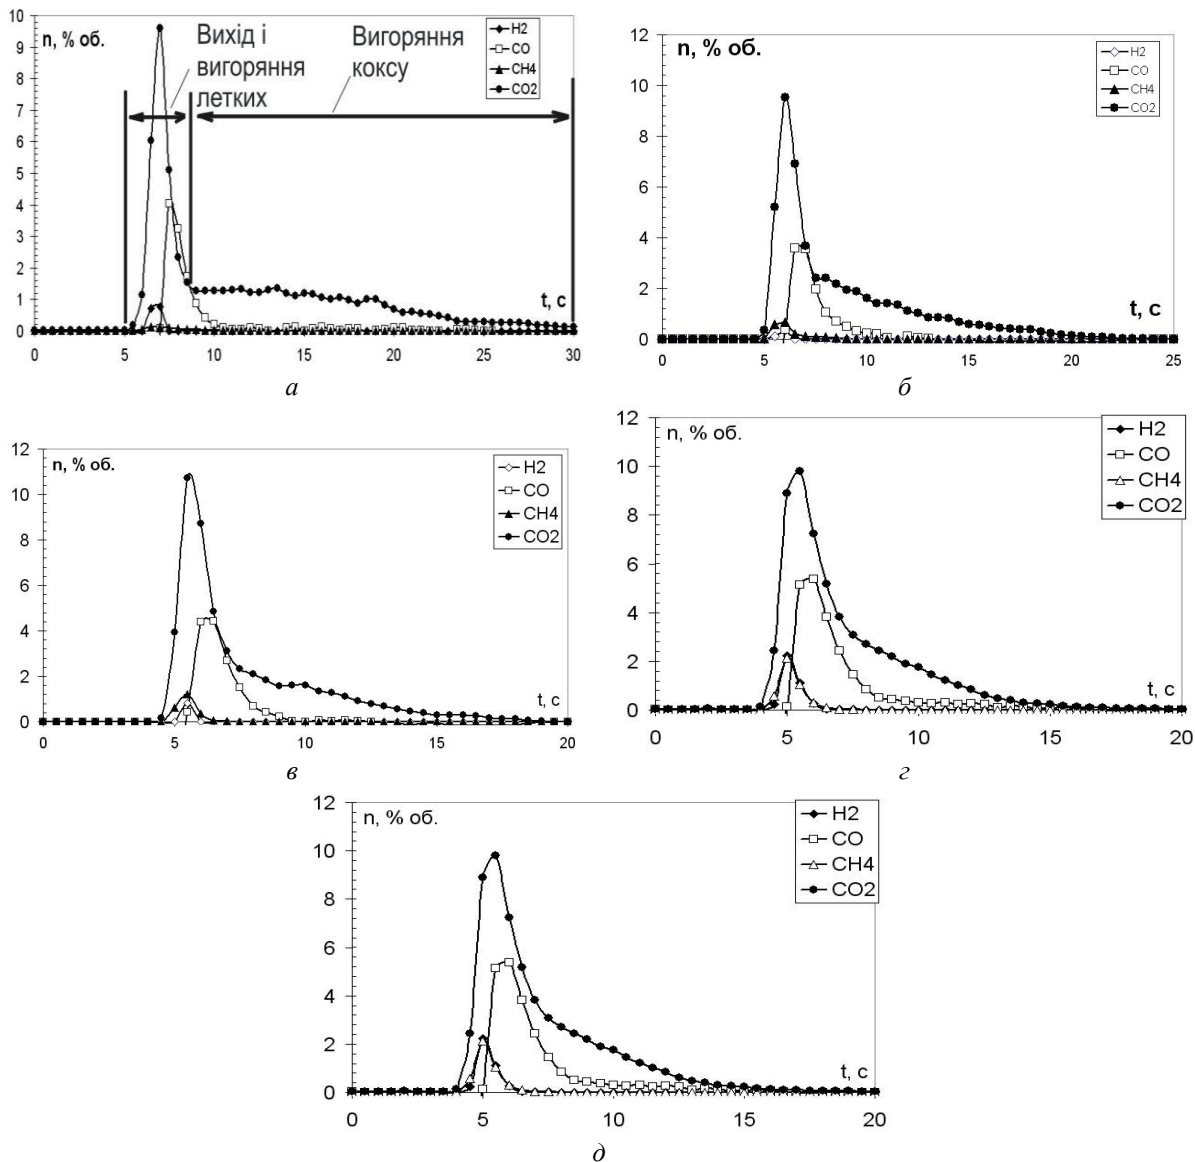 n, % об.
Вихід і
вигоряння
летких
Вигоряння
коксу
H2
CO
CH4
CO2
10
9
8
7
6
5
4
3
2
1
0
t, c
0 5 10 15 20 25 30
а
n, % об.
H2
CO
CH4
CO2
12
10
8
6
4
2
0
t, c
0 5 10 15 20 25
б
n, % об.
H2
CO
CH4
CO2
12
10
8
6
4
2
0
t, c
0 5 10 15 20
в
n, % об.
H2
CO
CH4
CO2
12
10
8
6
4
2
0
t, c
0 5 10 15 20
г
n, % об.
H2
CO
CH4
CO2
12
10
8
6
4
2
0
t, c
0 5 10 15 20
д